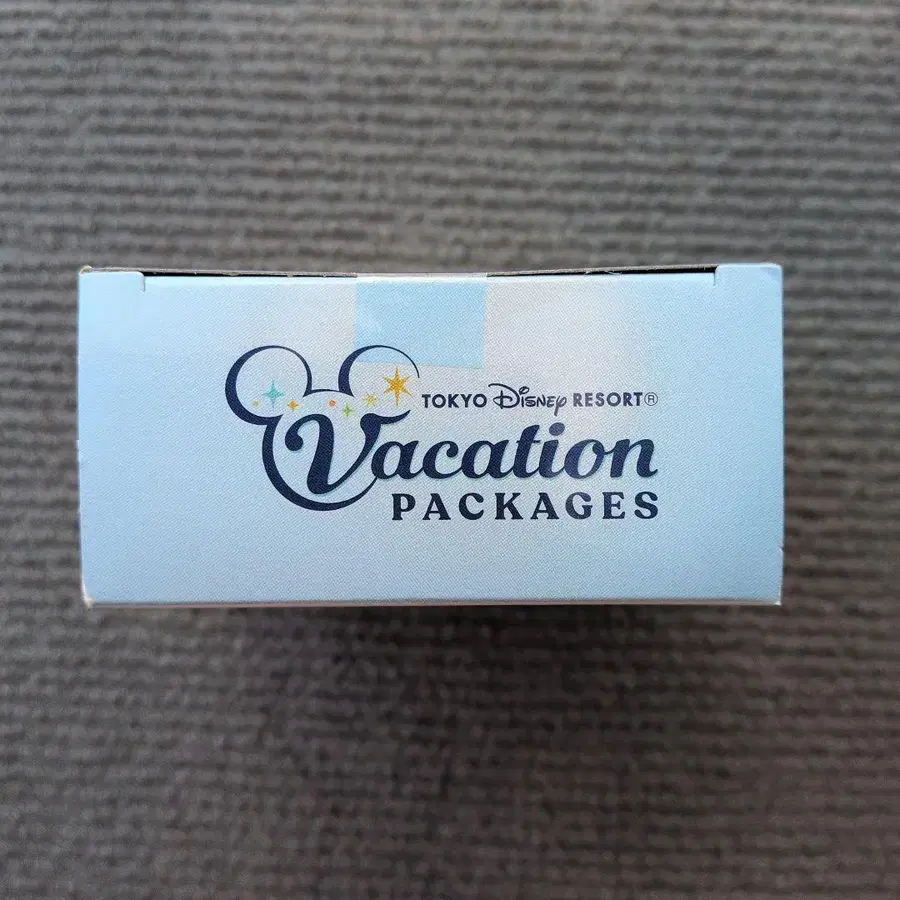 TOKYO Disney RESORT®
Vacation
PACKAGES